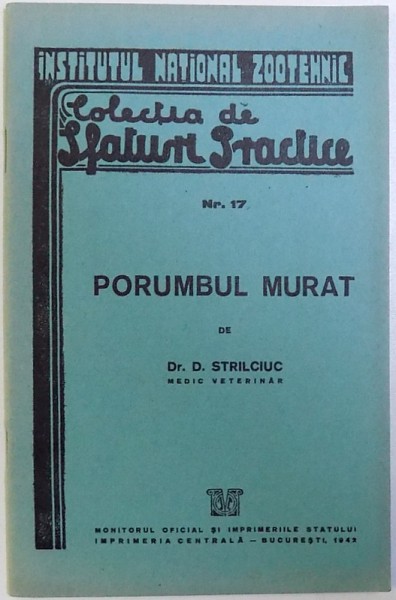 INSTITUTUL NAȚIONAL ZOOTEHNIC
Colecția de
Sfaturi Practice
Nr. 17
PORUMBUL MURAT
DE
Dr. D. STRILCIUC
MEDIC VETERINĂR
MONITORUL OFICIAL ȘI IMPRIMERIILE STATULUI
IMPRIMERIA CENTRALĂ — BUCUREȘTI, 1943